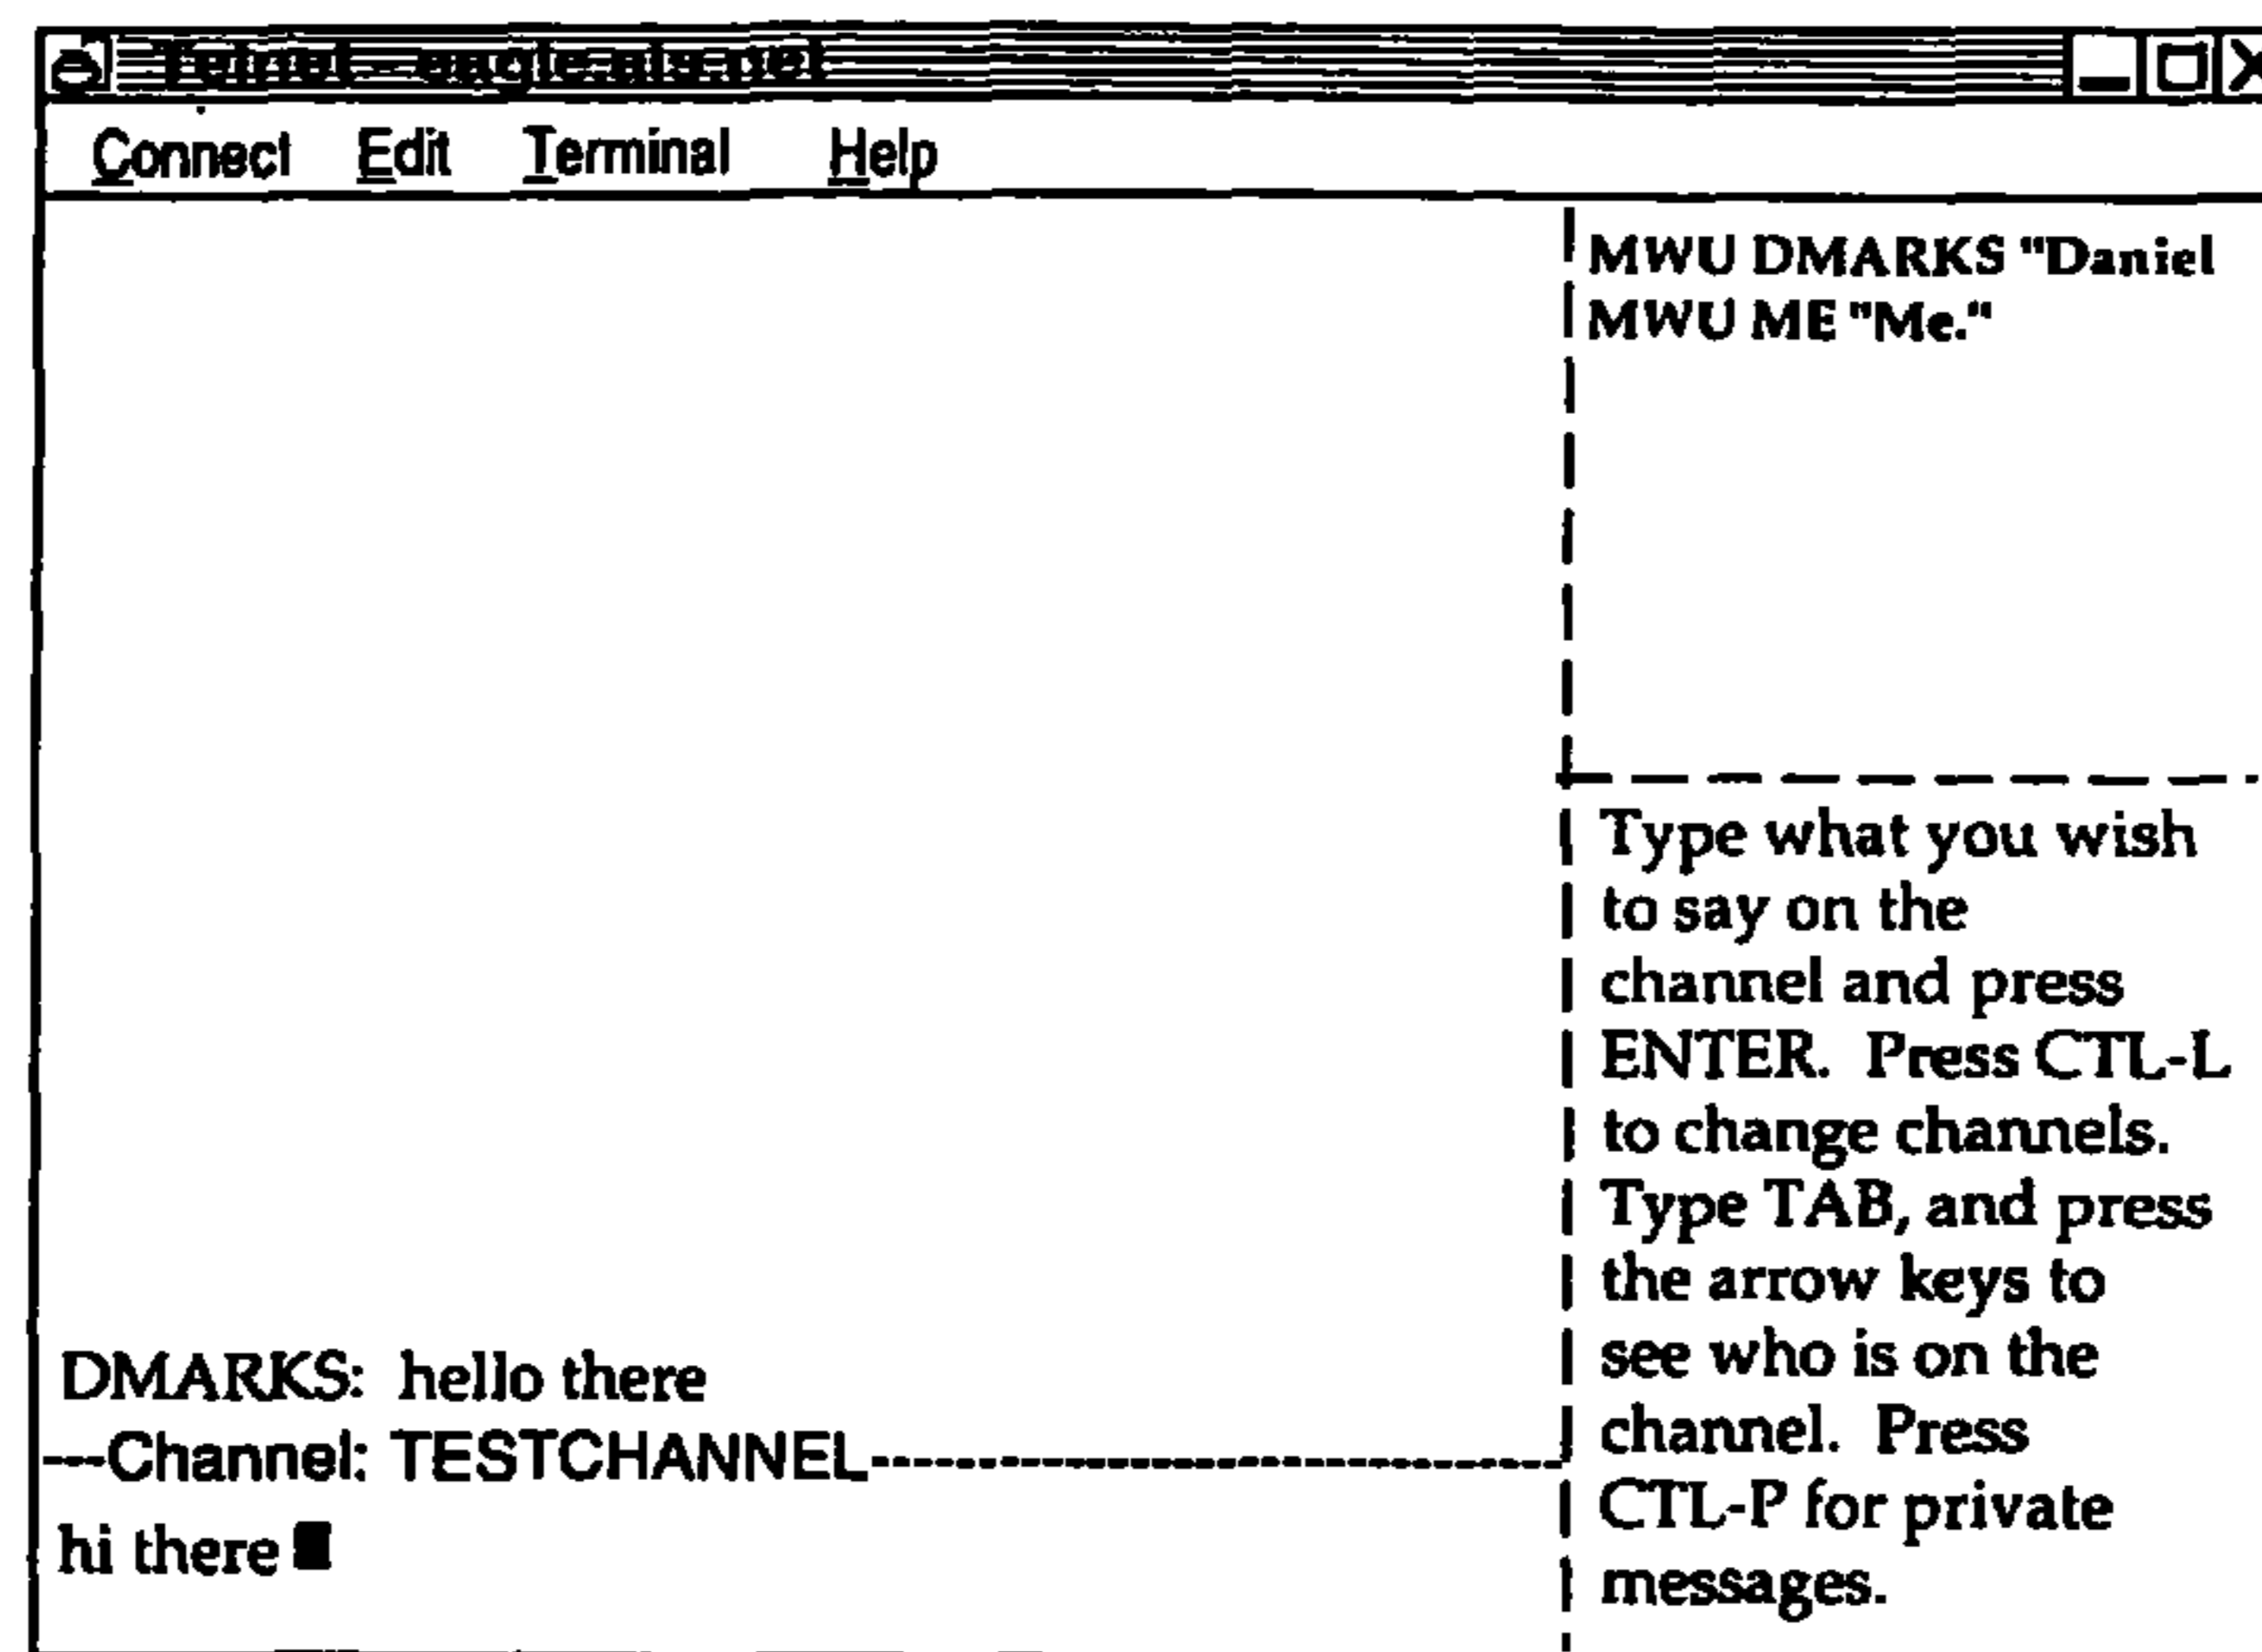 Connect Edit Terminal Help
MWU DMARKS "Daniel
MWU ME "Me."
Type what you wish
to say on the
channel and press
ENTER. Press CTL-L
to change channels.
Type TAB, and press
the arrow keys to
see who is on the
channel. Press
CTL-P for private
messages.
DMARKS: hello there
---Channel: TESTCHANNEL---------------------------------
hi there